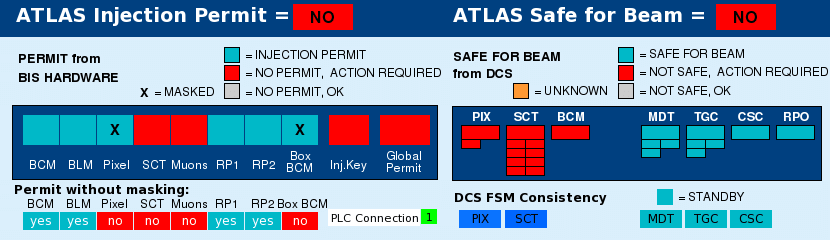 ATLAS Injection Permit = NO
PERMIT from
BIS HARDWARE
= INJECTION PERMIT
= NO PERMIT, ACTION REQUIRED
X = MASKED
= NO PERMIT, OK
X X
BCM BLM Pixel SCT Muons RP1 RP2 Box BCM Inj.Key Global Permit
Permit without masking:
BCM BLM Pixel SCT Muons RP1 RP2 Box BCM
yes yes no no no yes yes no
PLC Connection 1
ATLAS Safe for Beam = NO
SAFE FOR BEAM
from DCS
= SAFE FOR BEAM
= NOT SAFE, ACTION REQUIRED
= UNKNOWN
= NOT SAFE, OK
PIX SCT BCM MDT TGC CSC RPO
DCS FSM Consistency
= STANDBY
PIX SCT MDT TGC CSC